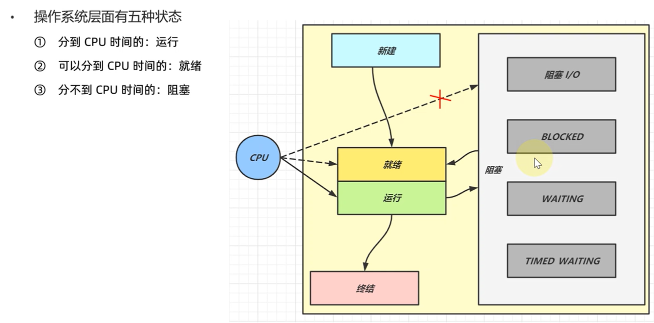 • 操作系统层面有五种状态
① 分到 CPU 时间的：运行
② 可以分到 CPU 时间的：就绪
③ 分不到 CPU 时间的：阻塞
新建
阻塞 I/O
BLOCKED
CPU
就绪
阻塞
运行
WAITING
TIMED WAITING
终结